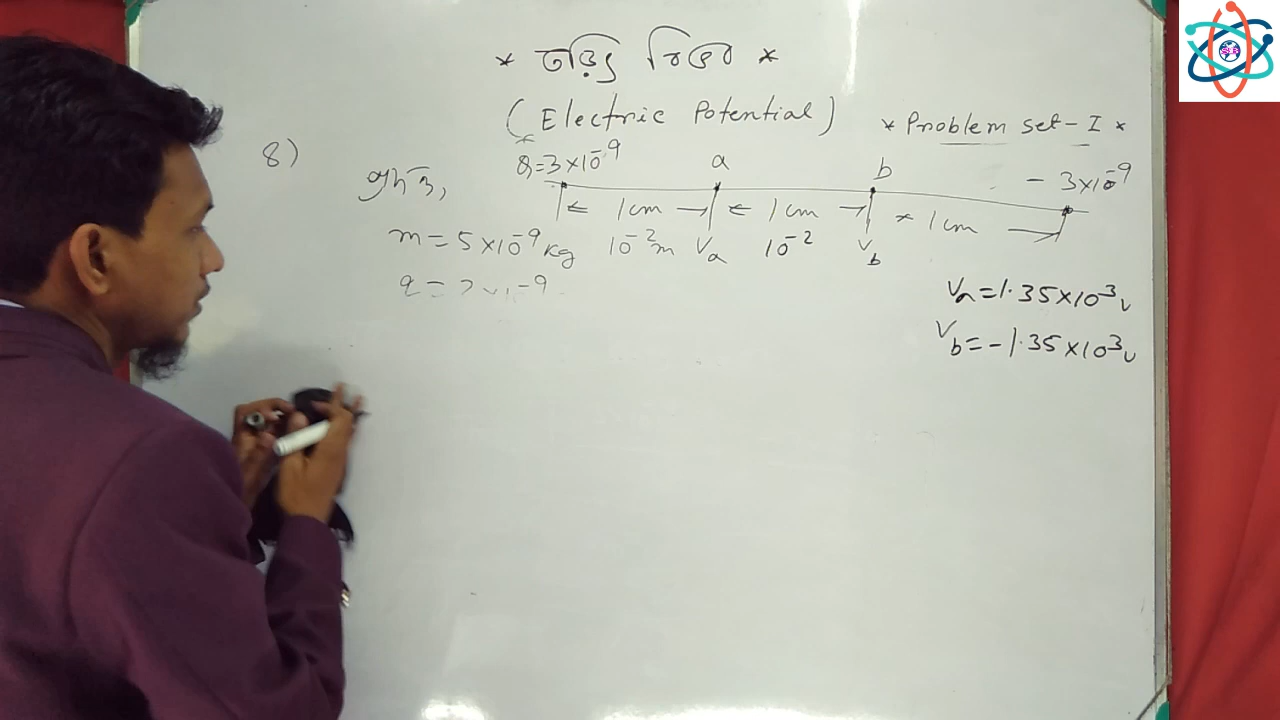 * তড়িৎ বিভব *
(Electric Potential)
* Problem set - I *
8)
Q=3×10⁻⁹ a b - 3×10⁻⁹
1cm 1cm 1cm
m = 5×10⁻⁹ kg 10⁻²m Vₐ 10⁻² V_b
Vₐ = 1.35×10³ V
V_b = - 1.35×10³ V